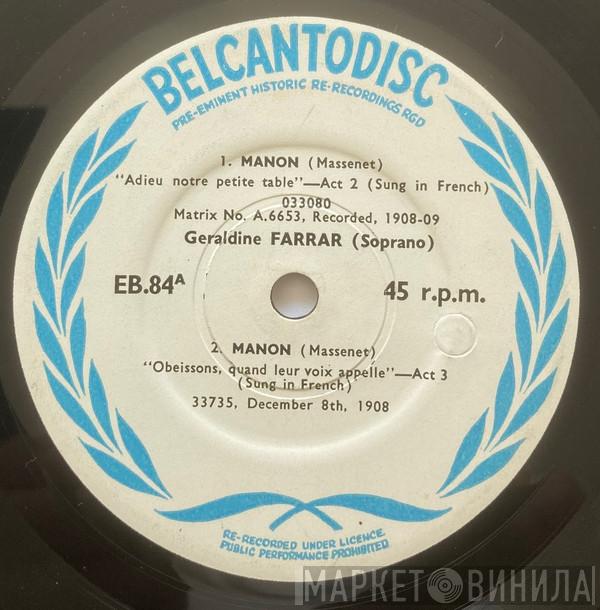 BELCANTODISC
PRE-EMINENT HISTORIC RE-RECORDINGS RGD
1. MANON (Massenet)
"Adieu notre petite table"—Act 2 (Sung in French)
033080
Matrix No. A.6653, Recorded, 1908-09
Geraldine FARRAR (Soprano)
EB.84A
45 r.p.m.
2. MANON (Massenet)
"Obeissons, quand leur voix appelle"—Act 3
(Sung in French)
33735, December 8th, 1908
RE-RECORDED UNDER LICENCE
PUBLIC PERFORMANCE PROHIBITED
МАРКЕТ ВИНИЛА